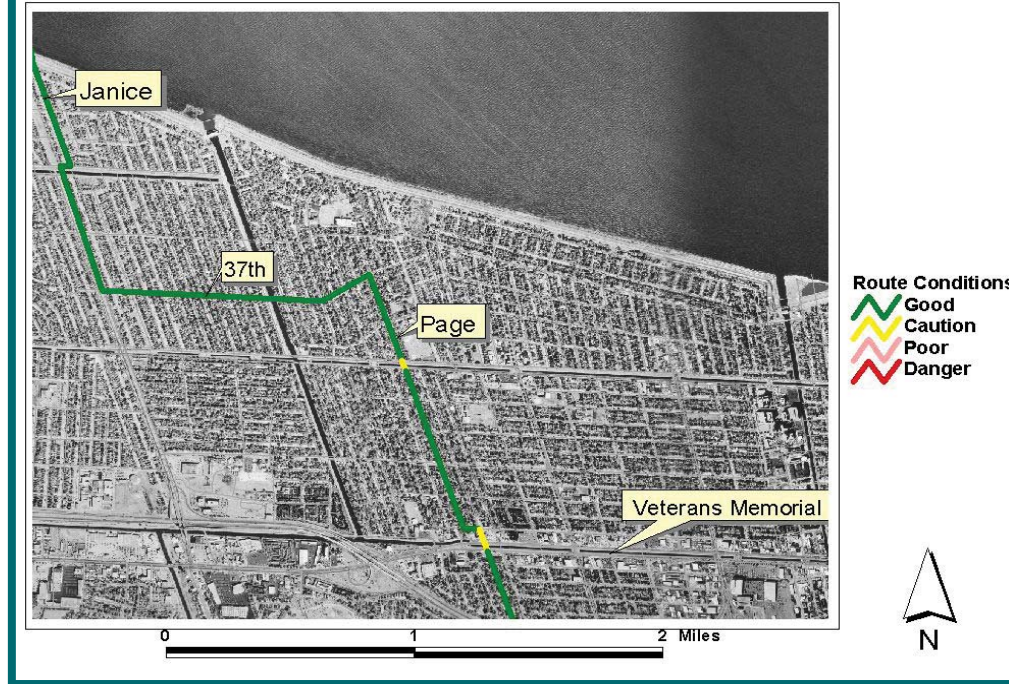 Janice
37th
Page
Veterans Memorial
Route Conditions
Good
Caution
Poor
Danger
0 1 2 Miles
N